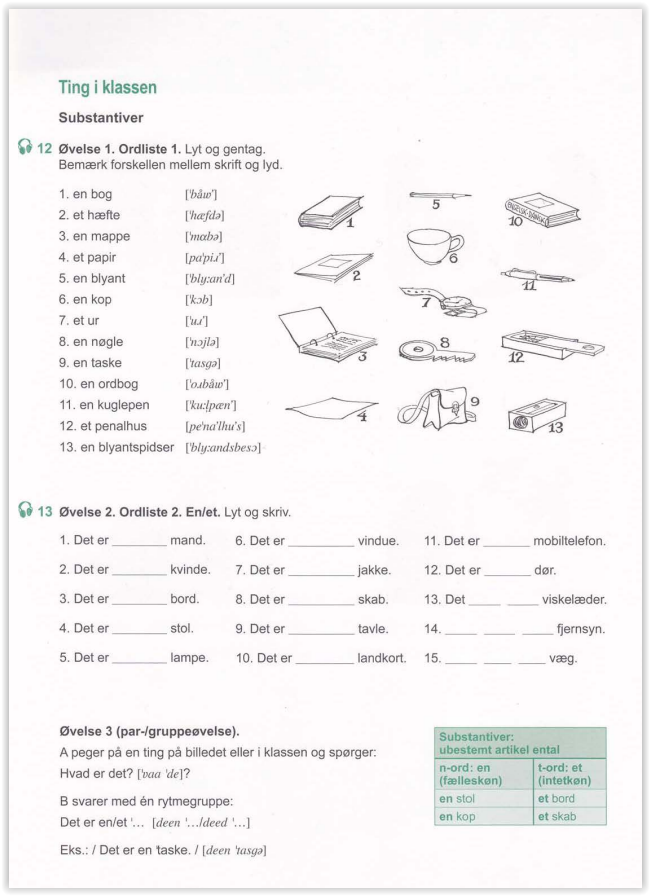 Ting i klassen
Substantiver
12 Øvelse 1. Ordliste 1. Lyt og gentag.
Bemærk forskellen mellem skrift og lyd.
1. en bog ['båw']
2. et hæfte ['hæfdə]
3. en mappe ['mɑbə]
4. et papir [pa'piɹ']
5. en blyant ['bly:an'd]
6. en kop ['kɔb]
7. et ur ['uɹ']
8. en nøgle ['nɔjlə]
9. en taske ['tasgə]
10. en ordbog ['oɹbåw']
11. en kuglepen ['ku:l̩pæn']
12. et penalhus [pe'na'lhu's]
13. en blyantspidser ['bly:andsbesɔ]
1
2
3
4
5
6
7
8
9
ENGELSK-DANSK
10
11
12
13
13 Øvelse 2. Ordliste 2. En/et. Lyt og skriv.
1. Det er ________ mand. 6. Det er __________ vindue. 11. Det er _______ mobiltelefon.
2. Det er ________ kvinde. 7. Det er __________ jakke. 12. Det er _______ dør.
3. Det er ________ bord. 8. Det er __________ skab. 13. Det _____ _____ viskelæder.
4. Det er ________ stol. 9. Det er __________ tavle. 14. _____ _____ _____ fjernsyn.
5. Det er ________ lampe. 10. Det er __________ landkort. 15. _____ _____ _____ væg.
Øvelse 3 (par-/gruppeøvelse).
A peger på en ting på billedet eller i klassen og spørger:
Hvad er det? ['vaa 'de]?
B svarer med én rytmegruppe:
Det er en/et '... [deen '.../deed '...]
Eks.: / Det er en 'taske. / [deen 'tasgə]
Substantiver:
ubestemt artikel ental
n-ord: en (fælleskøn) t-ord: et (intetkøn)
en stol et bord
en kop et skab